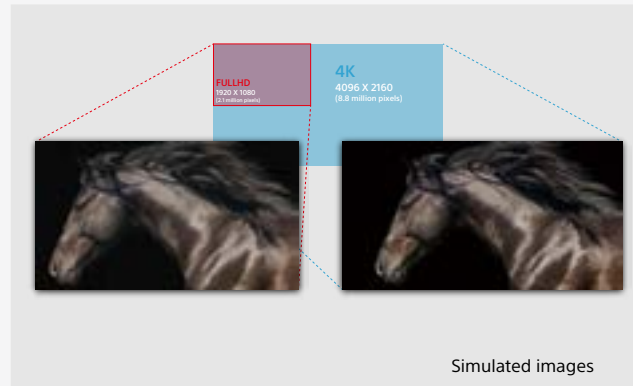 FULLHD
1920 X 1080
(2.1 million pixels)
4K
4096 X 2160
(8.8 million pixels)
Simulated images